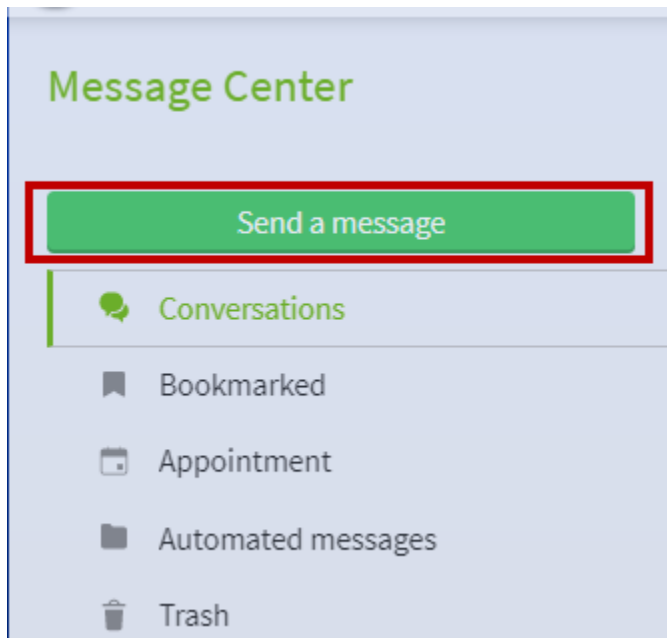 Message Center
Send a message
Conversations
Bookmarked
Appointment
Automated messages
Trash